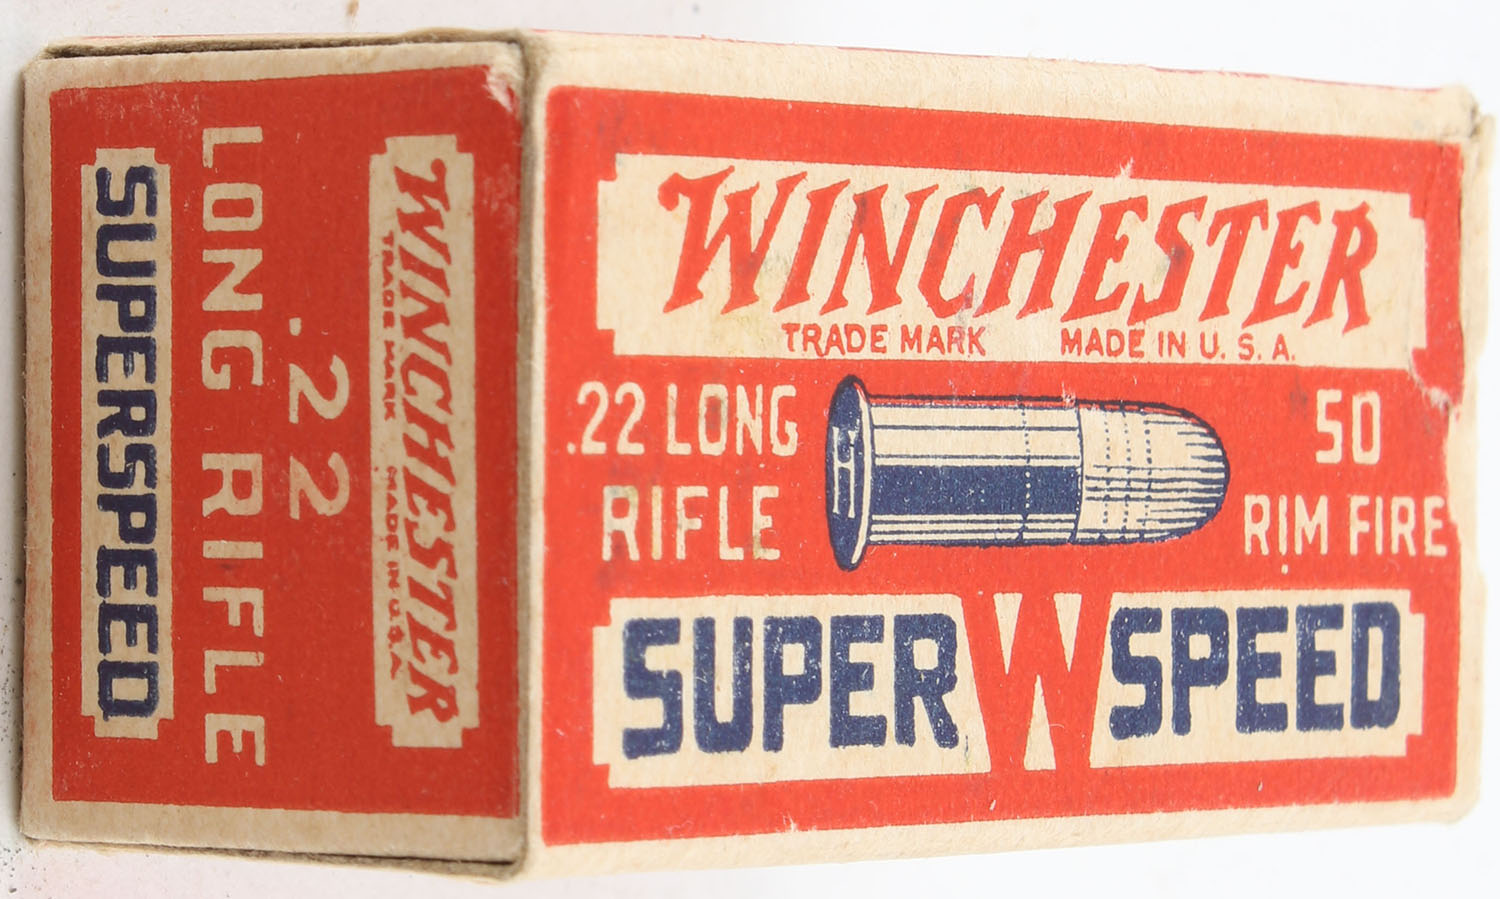 WINCHESTER
TRADE MARK MADE IN U. S. A.
.22 LONG
RIFLE
H
50
RIM FIRE
SUPER W SPEED
WINCHESTER
TRADE MARK MADE IN U.S.A.
.22
LONG RIFLE
SUPERSPEED